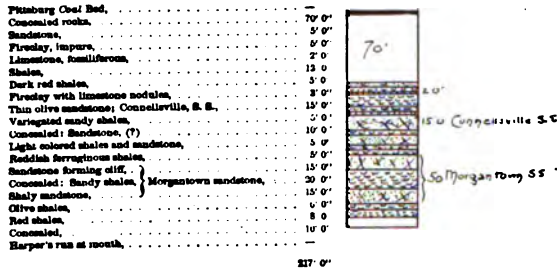 Pittsburg Coal Bed, —
Concealed rocks, 70' 0"
Sandstone, 5' 0"
Fireclay, impure, 5' 0"
Limestone, fossiliferous, 2' 0
Shales, 12 0
Dark red shales, 5' 0
Fireclay with limestone nodules, 3' 0"
Thin olive sandstone; Connellsville, S. S., 15' 0"
Variegated sandy shales, 5' 0"
Concealed: Sandstone, (?) 10' 0"
Light colored shales and sandstone, 5' 0
Reddish ferruginous shales, 5' 0"
Sandstone forming cliff, 15' 0"
Concealed: Sandy shales, } Morgantown sandstone, 20' 0"
Shaly sandstone, 15' 0"
Olive shales, 0"
Red shales, 8 0
Concealed, 10' 0
Harper's run at mouth, —
217' 0"
70'
20'
Connellsville S.S
50 Morgantown SS